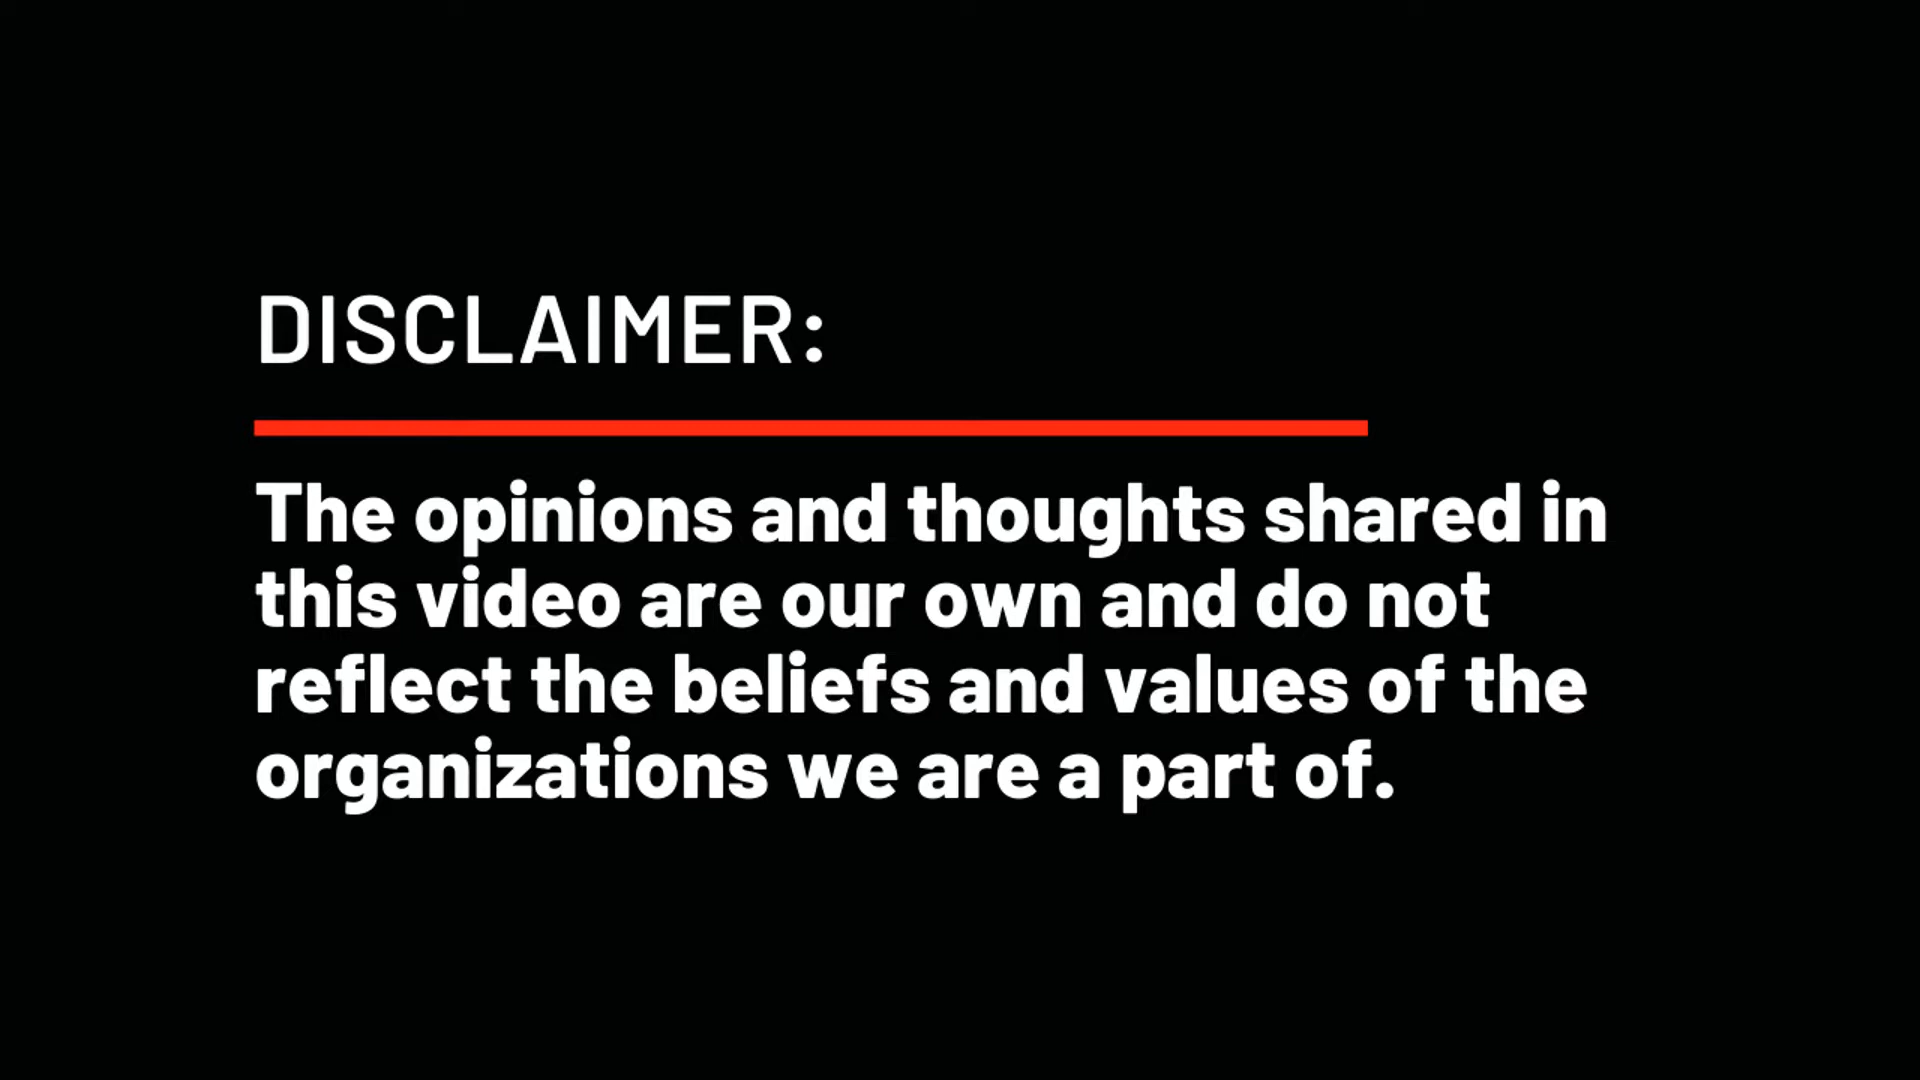 DISCLAIMER:
The opinions and thoughts shared in
this video are our own and do not
reflect the beliefs and values of the
organizations we are a part of.